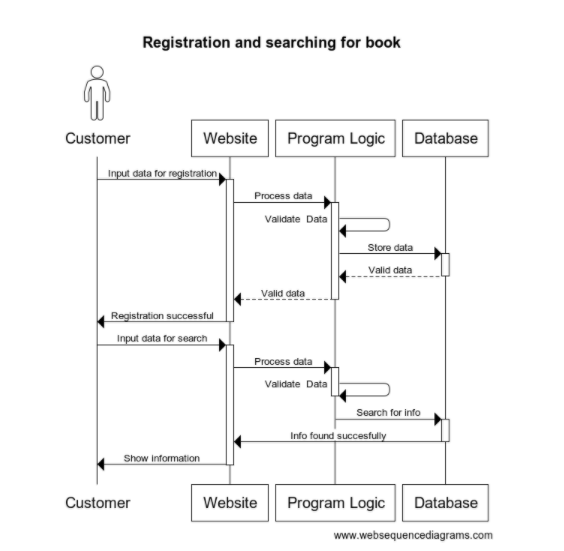 Registration and searching for book
Customer Website Program Logic Database
Input data for registration
Process data
Validate Data
Store data
Valid data
Valid data
Registration successful
Input data for search
Process data
Validate Data
Search for info
Info found succesfully
Show information
Customer Website Program Logic Database
www.websequencediagrams.com